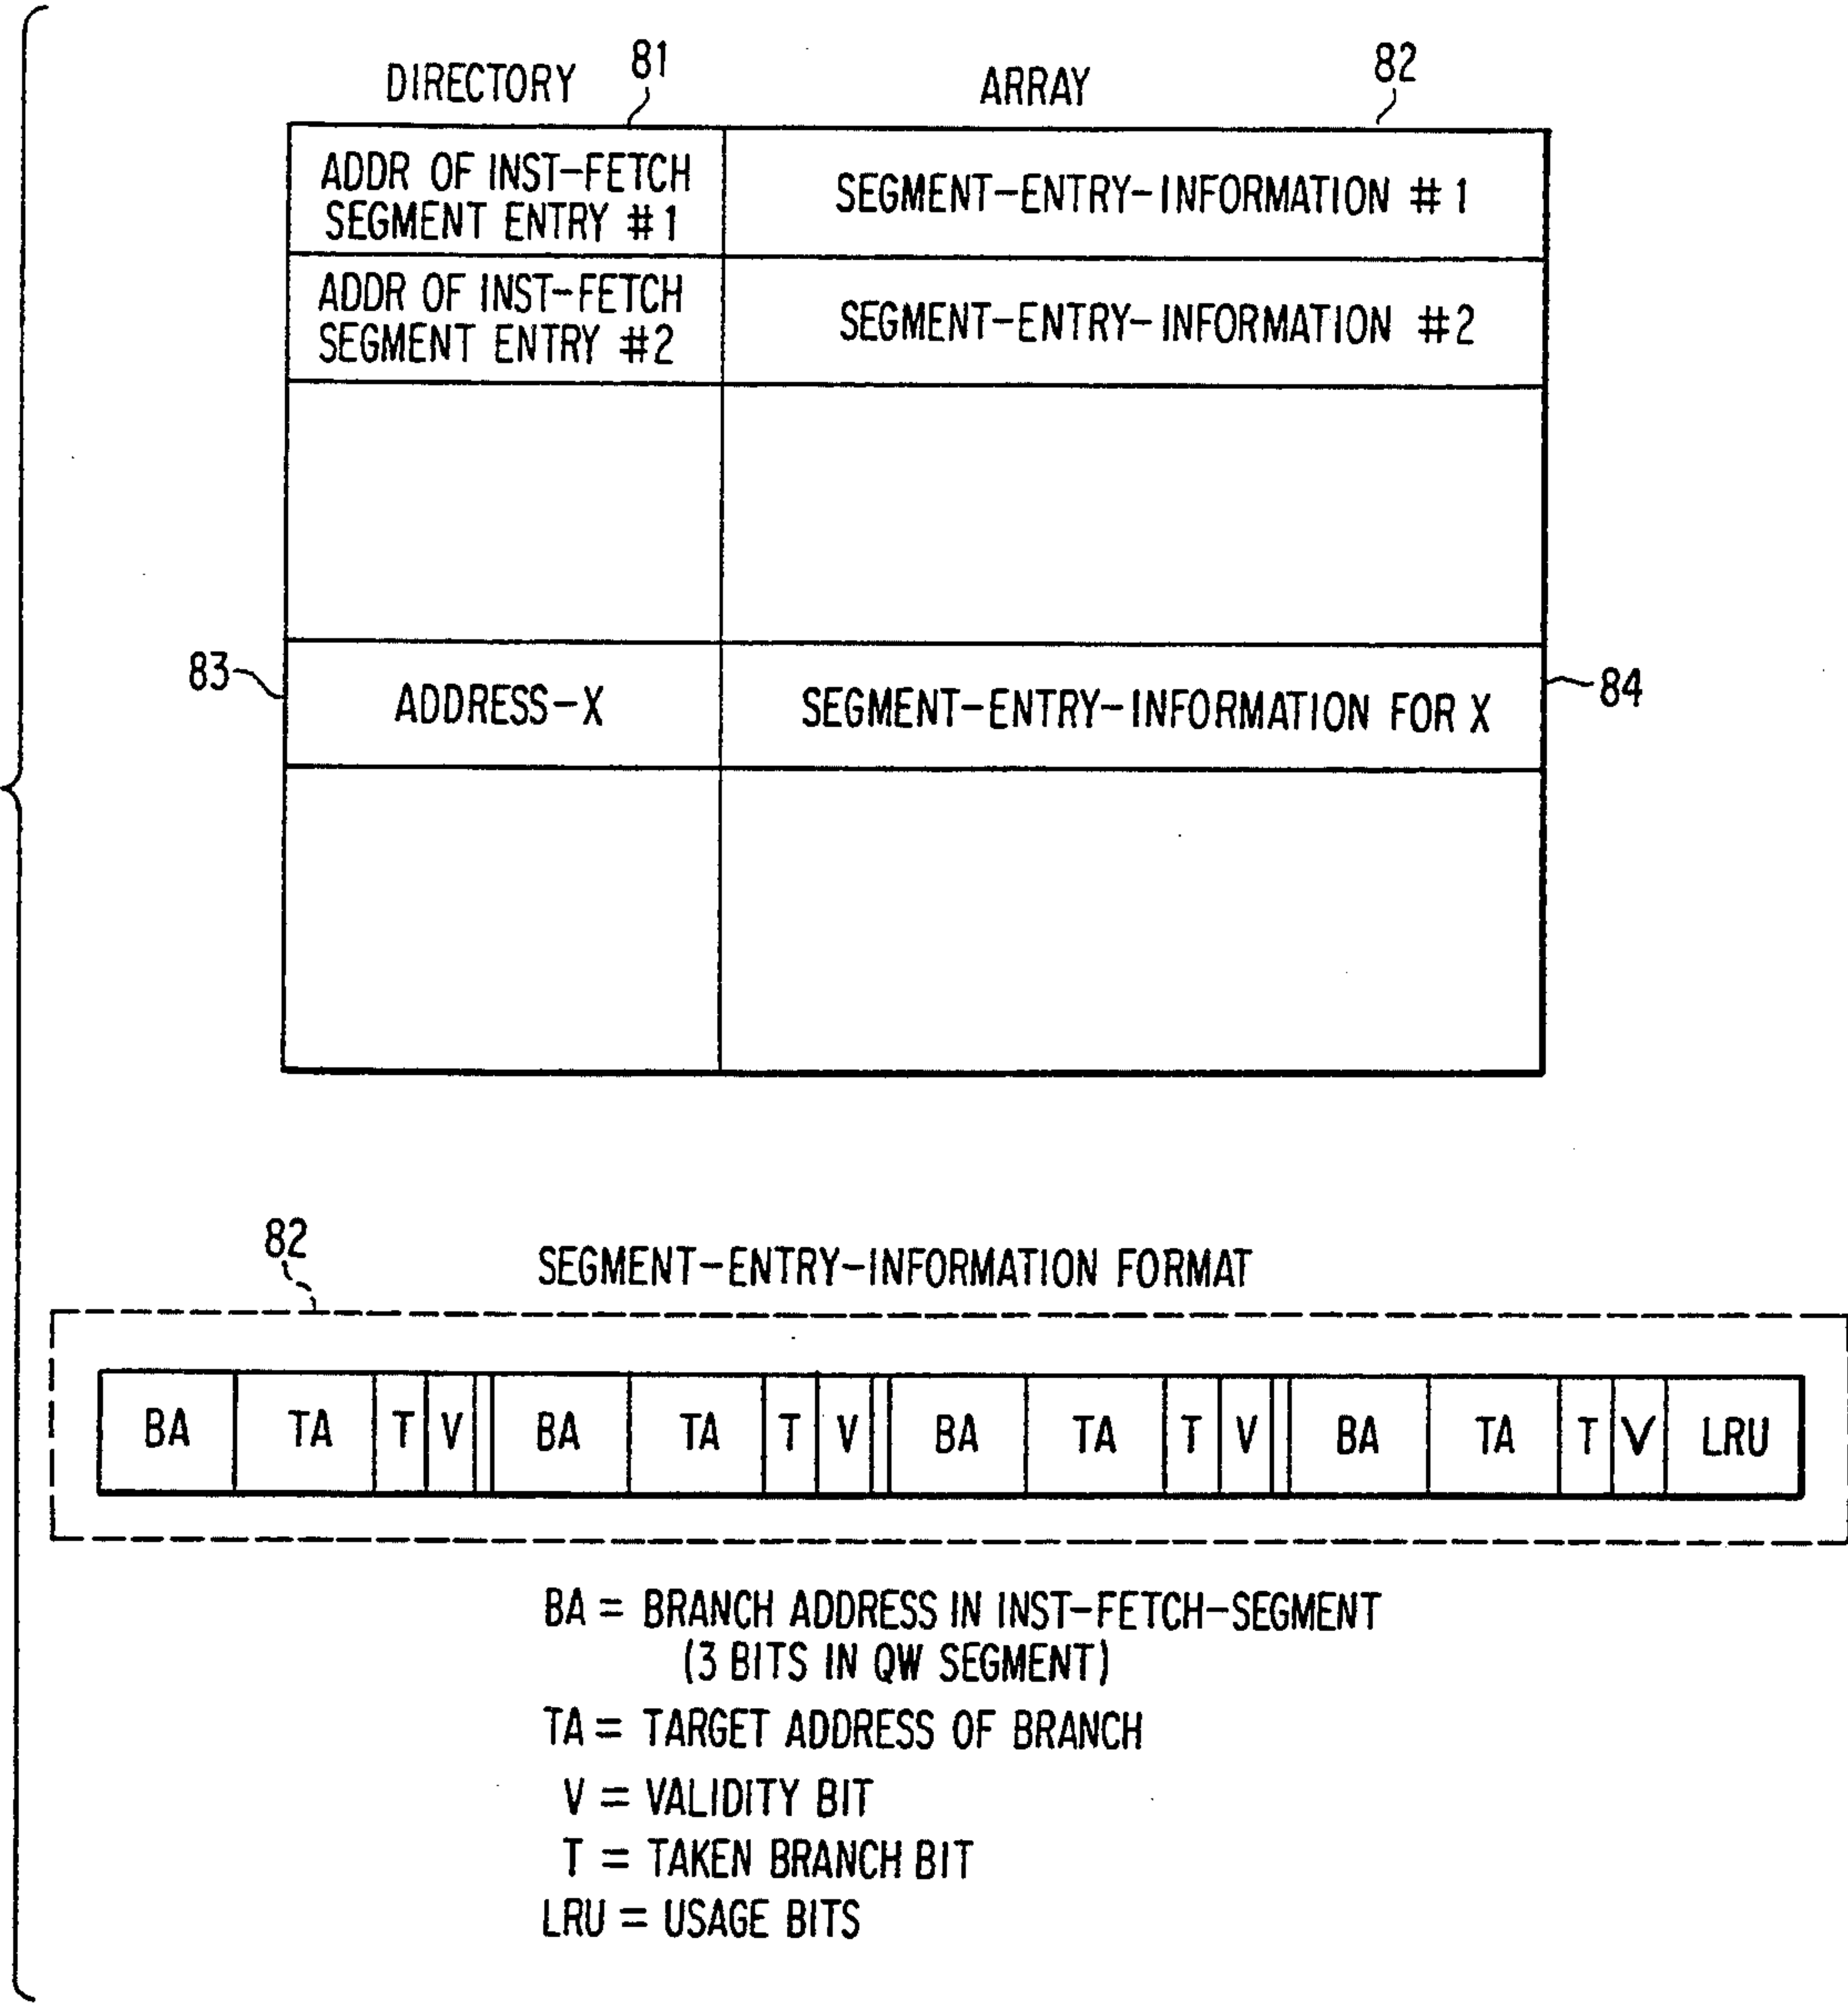 DIRECTORY 81 ARRAY 82
ADDR OF INST-FETCH
SEGMENT ENTRY #1
SEGMENT-ENTRY-INFORMATION #1
ADDR OF INST-FETCH
SEGMENT ENTRY #2
SEGMENT-ENTRY-INFORMATION #2
83 ADDRESS-X SEGMENT-ENTRY-INFORMATION FOR X 84
82 SEGMENT-ENTRY-INFORMATION FORMAT
BA TA T V BA TA T V BA TA T V BA TA T V LRU
BA = BRANCH ADDRESS IN INST-FETCH-SEGMENT
(3 BITS IN QW SEGMENT)
TA = TARGET ADDRESS OF BRANCH
V = VALIDITY BIT
T = TAKEN BRANCH BIT
LRU = USAGE BITS